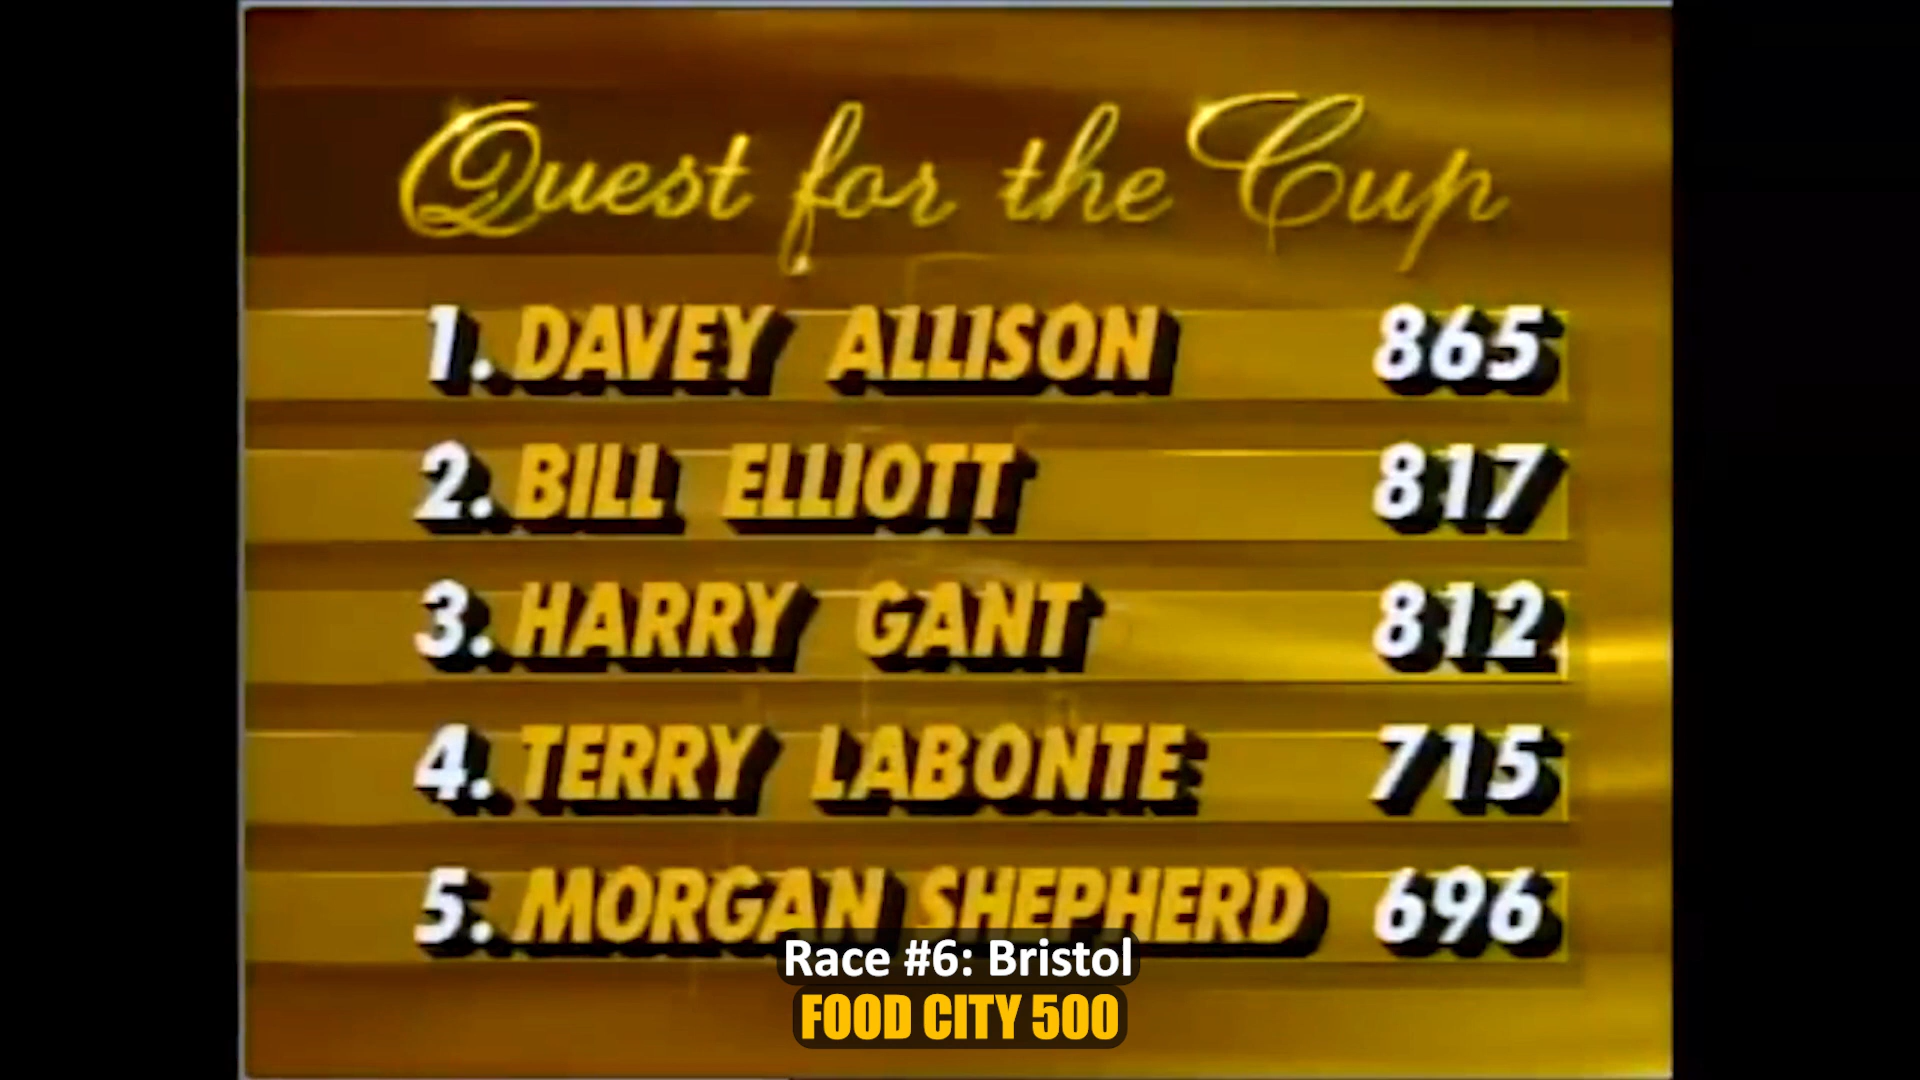 Quest for the Cup
1. DAVEY ALLISON 865
2. BILL ELLIOTT 817
3. HARRY GANT 812
4. TERRY LABONTE 715
5. MORGAN SHEPHERD 696
Race #6: Bristol
FOOD CITY 500